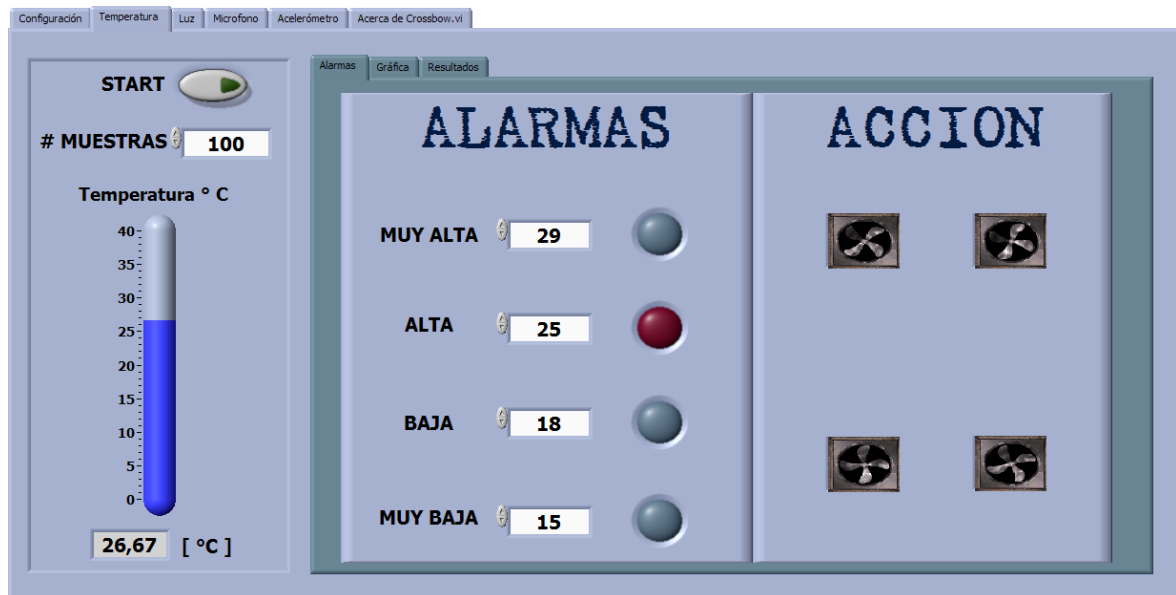 Configuración Temperatura Luz Microfono Acelerómetro Acerca de Crossbow.vi
START
# MUESTRAS 100
Temperatura ° C
40
35
30
25
20
15
10
5
0
26,67 [ °C ]
Alarmas Gráfica Resultados
ALARMAS
MUY ALTA 29
ALTA 25
BAJA 18
MUY BAJA 15
ACCION